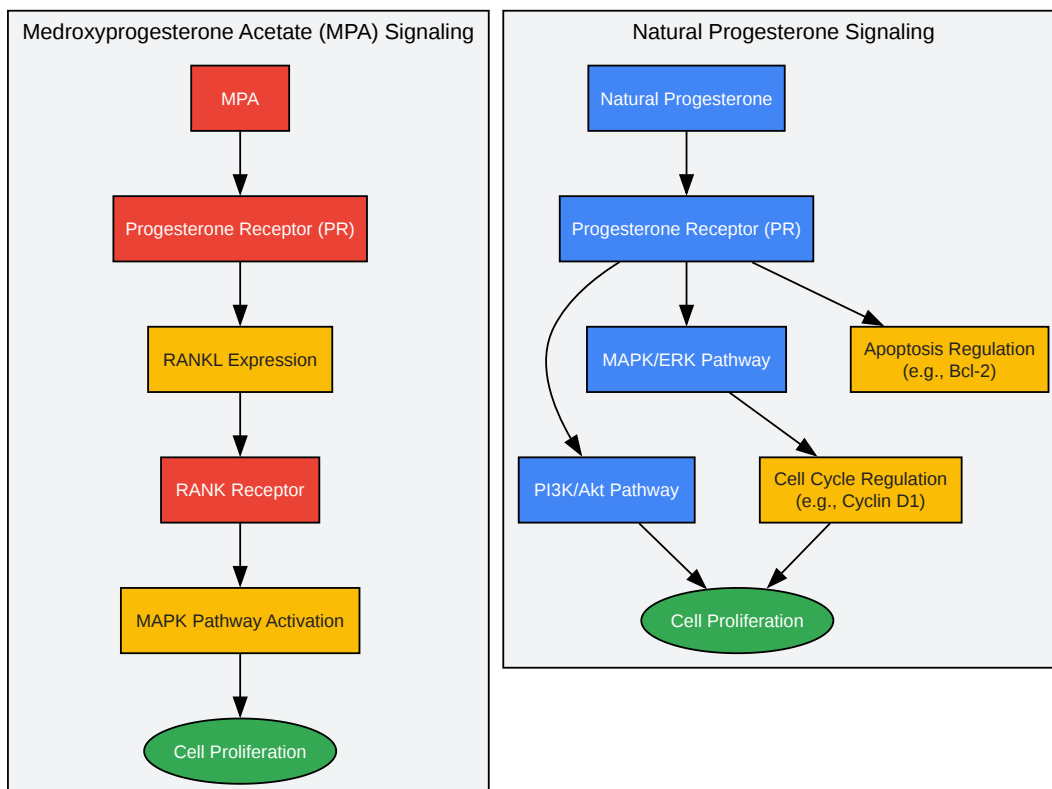 Medroxyprogesterone Acetate (MPA) Signaling
MPA
Progesterone Receptor (PR)
RANKL Expression
RANK Receptor
MAPK Pathway Activation
Cell Proliferation
Natural Progesterone Signaling
Natural Progesterone
Progesterone Receptor (PR)
MAPK/ERK Pathway
Apoptosis Regulation
(e.g., Bcl-2)
PI3K/Akt Pathway
Cell Cycle Regulation
(e.g., Cyclin D1)
Cell Proliferation